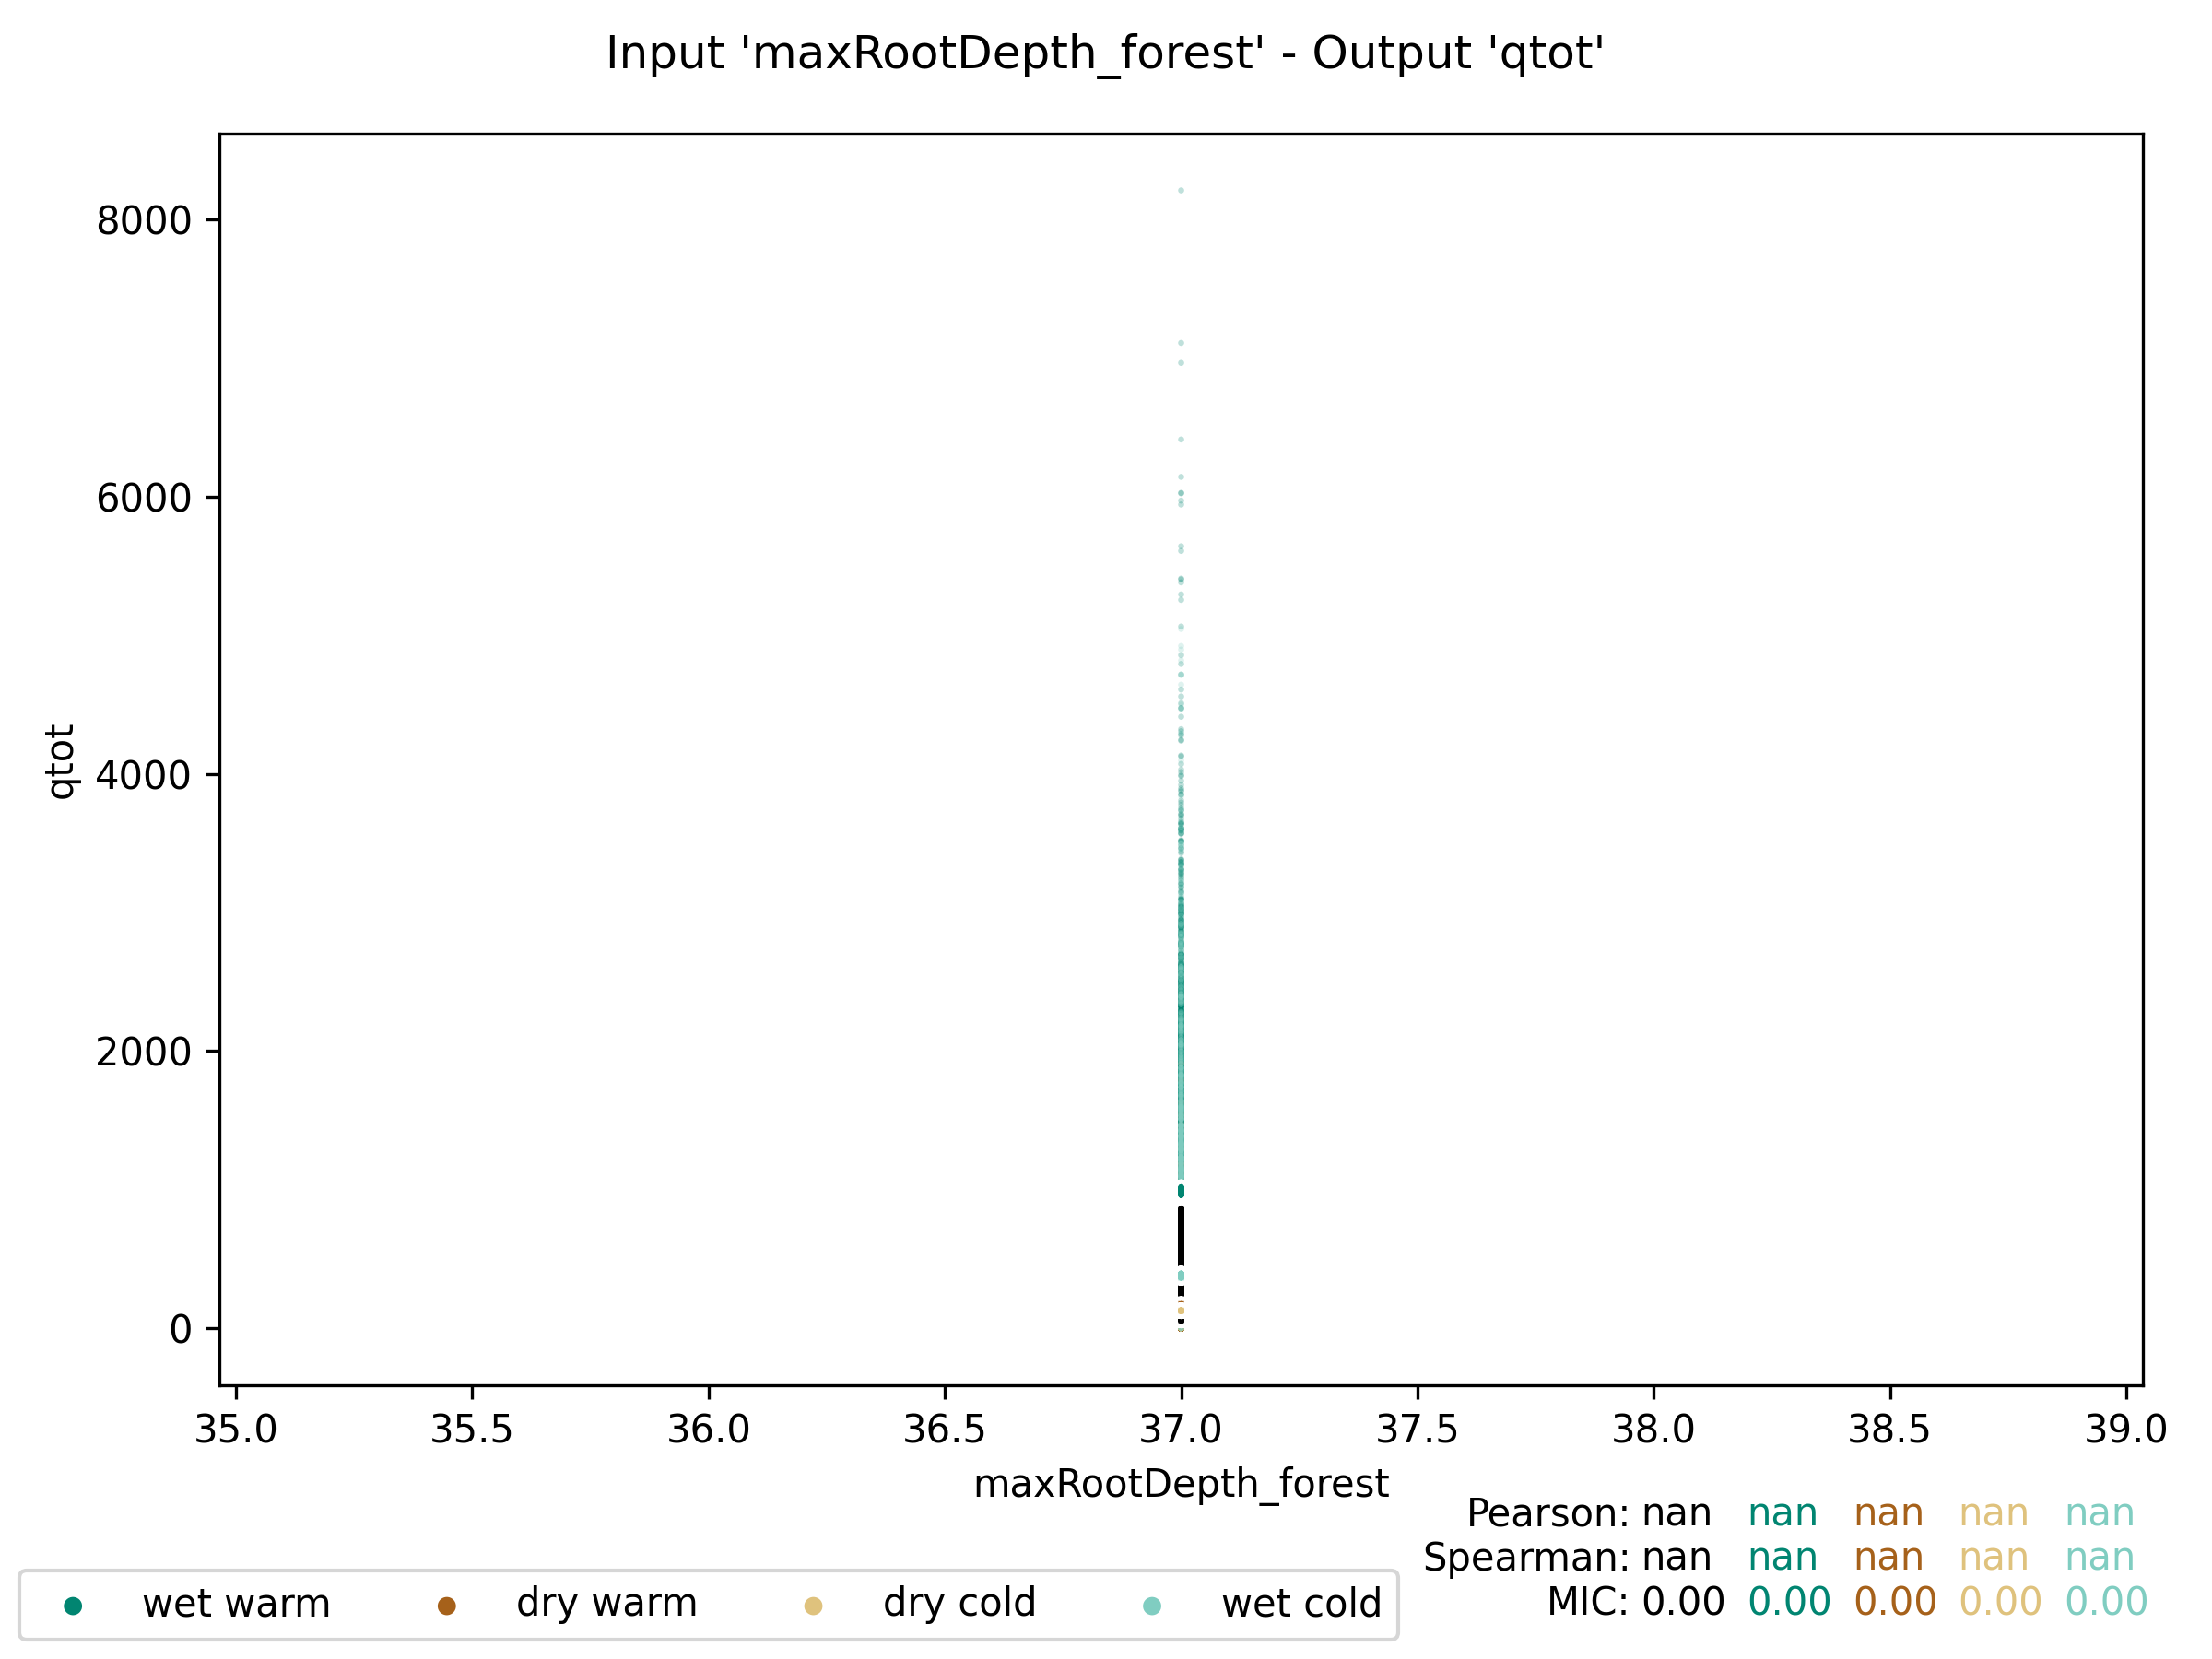 Input 'maxRootDepth_forest' - Output 'qtot'
8000
6000
4000
2000
0
qtot
35.0 35.5 36.0 36.5 37.0 37.5 38.0 38.5 39.0
maxRootDepth_forest
Pearson: nan nan nan nan nan
Spearman: nan nan nan nan nan
MIC: 0.00 0.00 0.00 0.00 0.00
wet warm dry warm dry cold wet cold